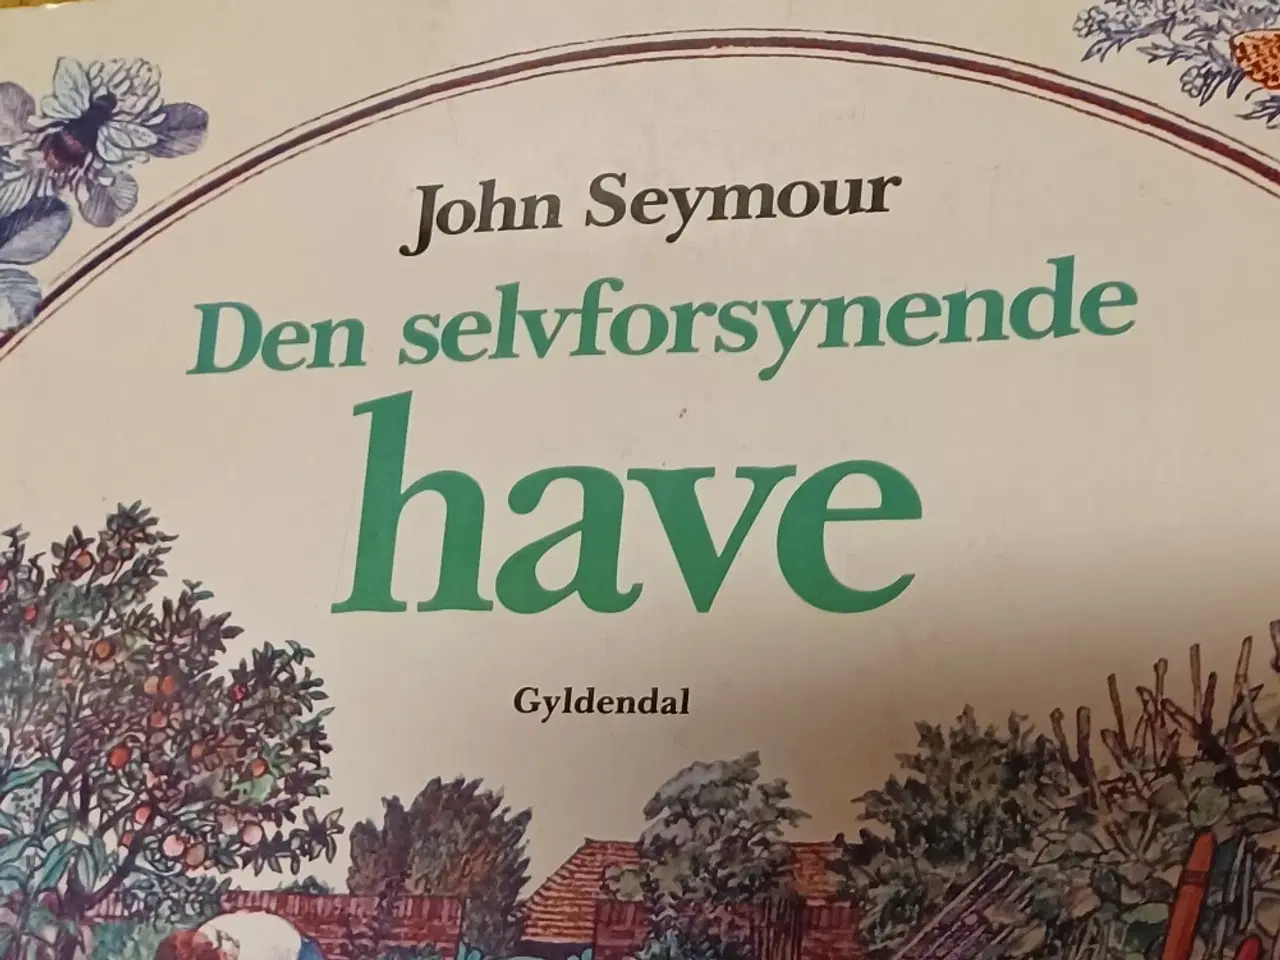 John Seymour
Den selvforsynende
have
Gyldendal